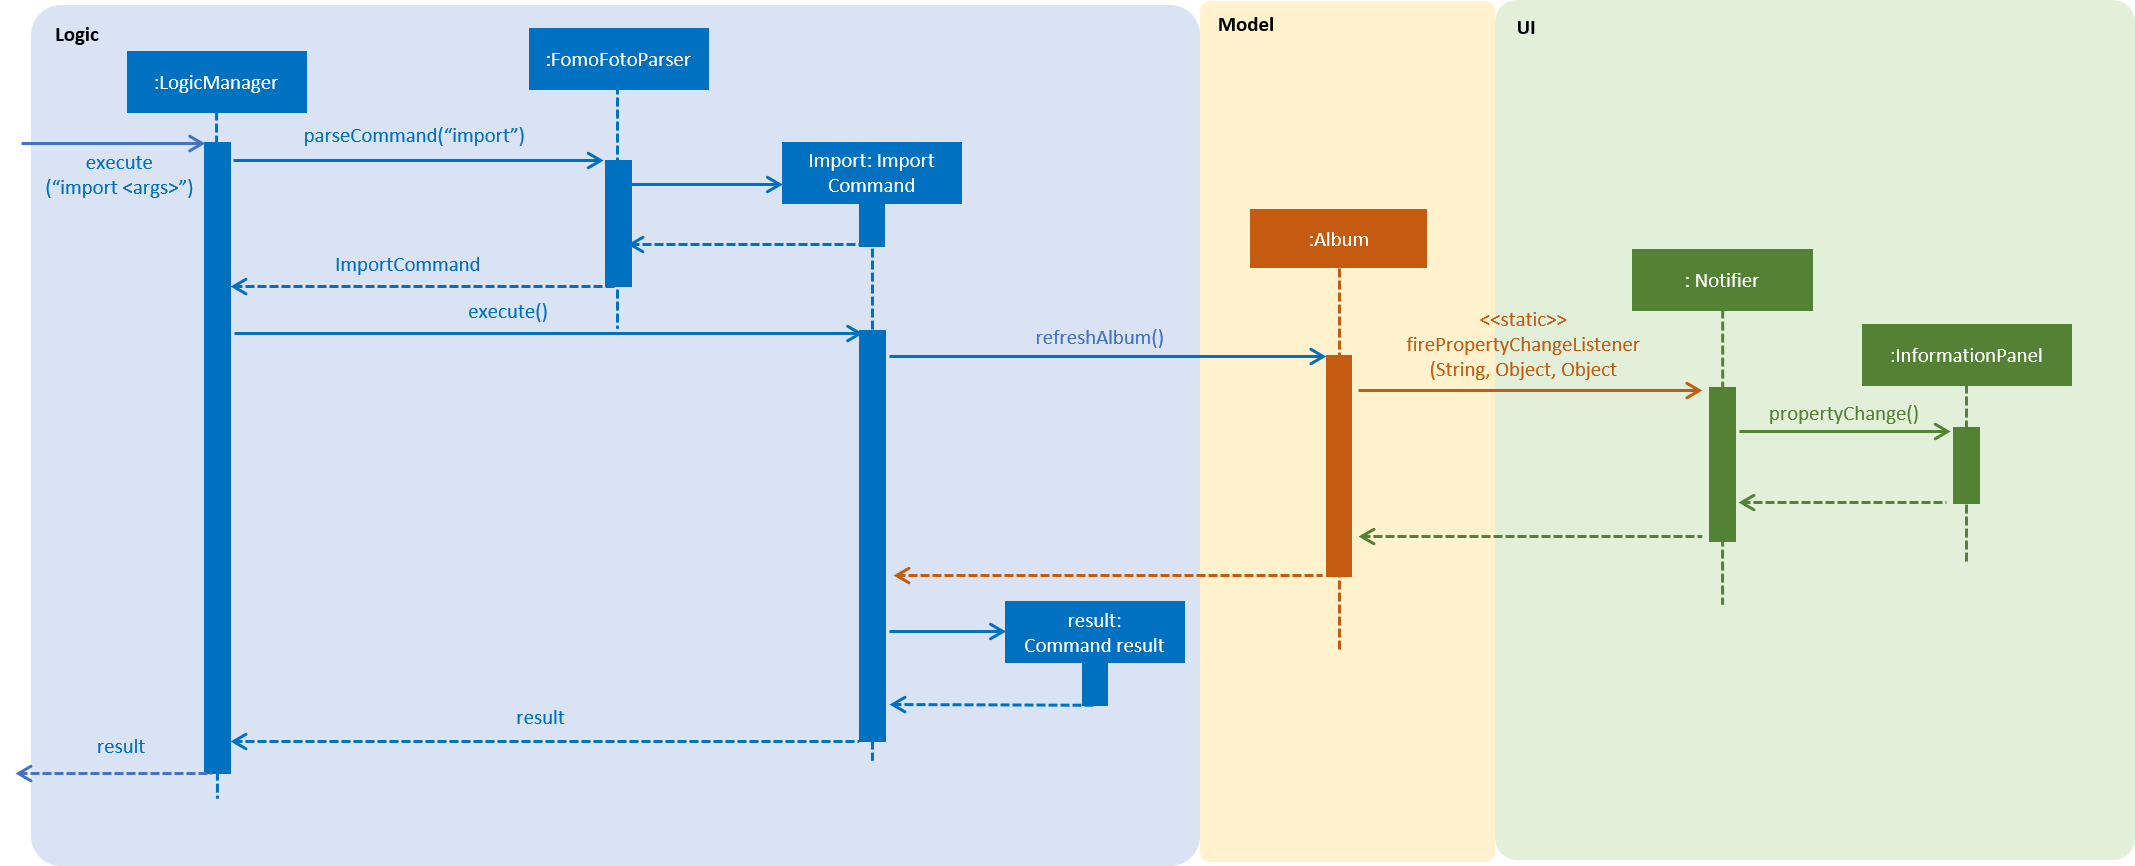 Logic
Model
UI
:FomoFotoParser
:LogicManager
parseCommand(“import”)
execute
(“import <args>”)
Import: Import
Command
:Album
ImportCommand
: Notifier
execute()
<<static>>
refreshAlbum()
firePropertyChangeListener
(String, Object, Object
:InformationPanel
propertyChange()
result:
Command result
result
result